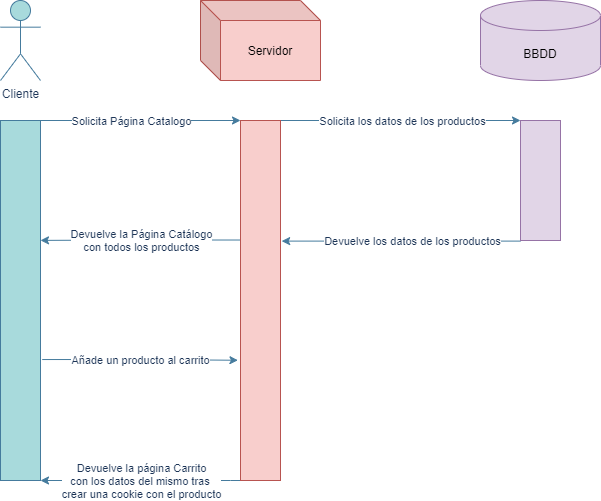 Servidor
BBDD
Cliente
Solicita Página Catalogo
Solicita los datos de los productos
Devuelve la Página Catálogo
con todos los productos
Devuelve los datos de los productos
Añade un producto al carrito
Devuelve la página Carrito
con los datos del mismo tras
crear una cookie con el producto